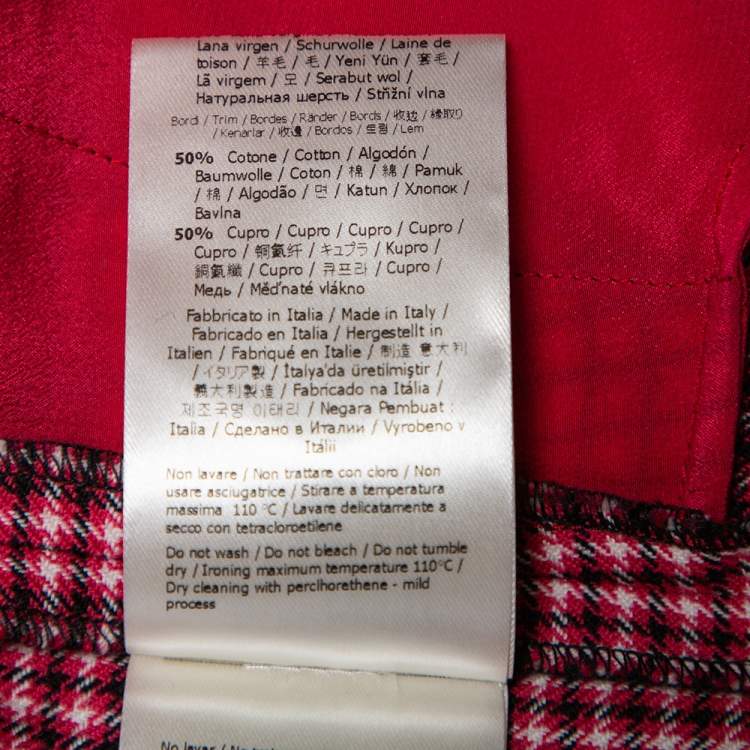 Lana virgen / Schurwolle / Laine de
toison / 羊毛 / 毛 / Yeni Yün / 套毛 /
Lã virgem / 모 / Serabut wol /
Натуральная шерсть / Střižní vlna
Bordi / Trim / Bordes / Ränder / Bords / 收边 / 縁取り
/ Kenarlar / 收邊 / Bordos / 트림 / Lem
50% Cotone / Cotton / Algodón /
Baumwolle / Coton / 棉 / 綿 / Pamuk
/ 棉 / Algodão / 면 / Katun / Хлопок /
Bavlna
50% Cupro / Cupro / Cupro / Cupro /
Cupro / 铜氨纤 / キュプラ / Kupro /
銅氨纖 / Cupro / 큐프라 / Cupro /
Медь / Měďnaté vlákno
Fabbricato in Italia / Made in Italy /
Fabricado en Italia / Hergestellt in
Italien / Fabriqué en Italie / 制造 意大利
/ イタリア製 / İtalya'da üretilmiştir /
義大利製造 / Fabricado na Itália /
제조국명 이태리 / Negara Pembuat :
Italia / Сделано в Италии / Vyrobeno v
Itálii
Non lavare / Non trattare con cloro / Non
usare asciugatrice / Stirare a temperatura
massima 110 °C / Lavare delicatamente a
secco con tetracloroetilene
Do not wash / Do not bleach / Do not tumble
dry / Ironing maximum temperature 110°C /
Dry cleaning with perclhorethene - mild
process